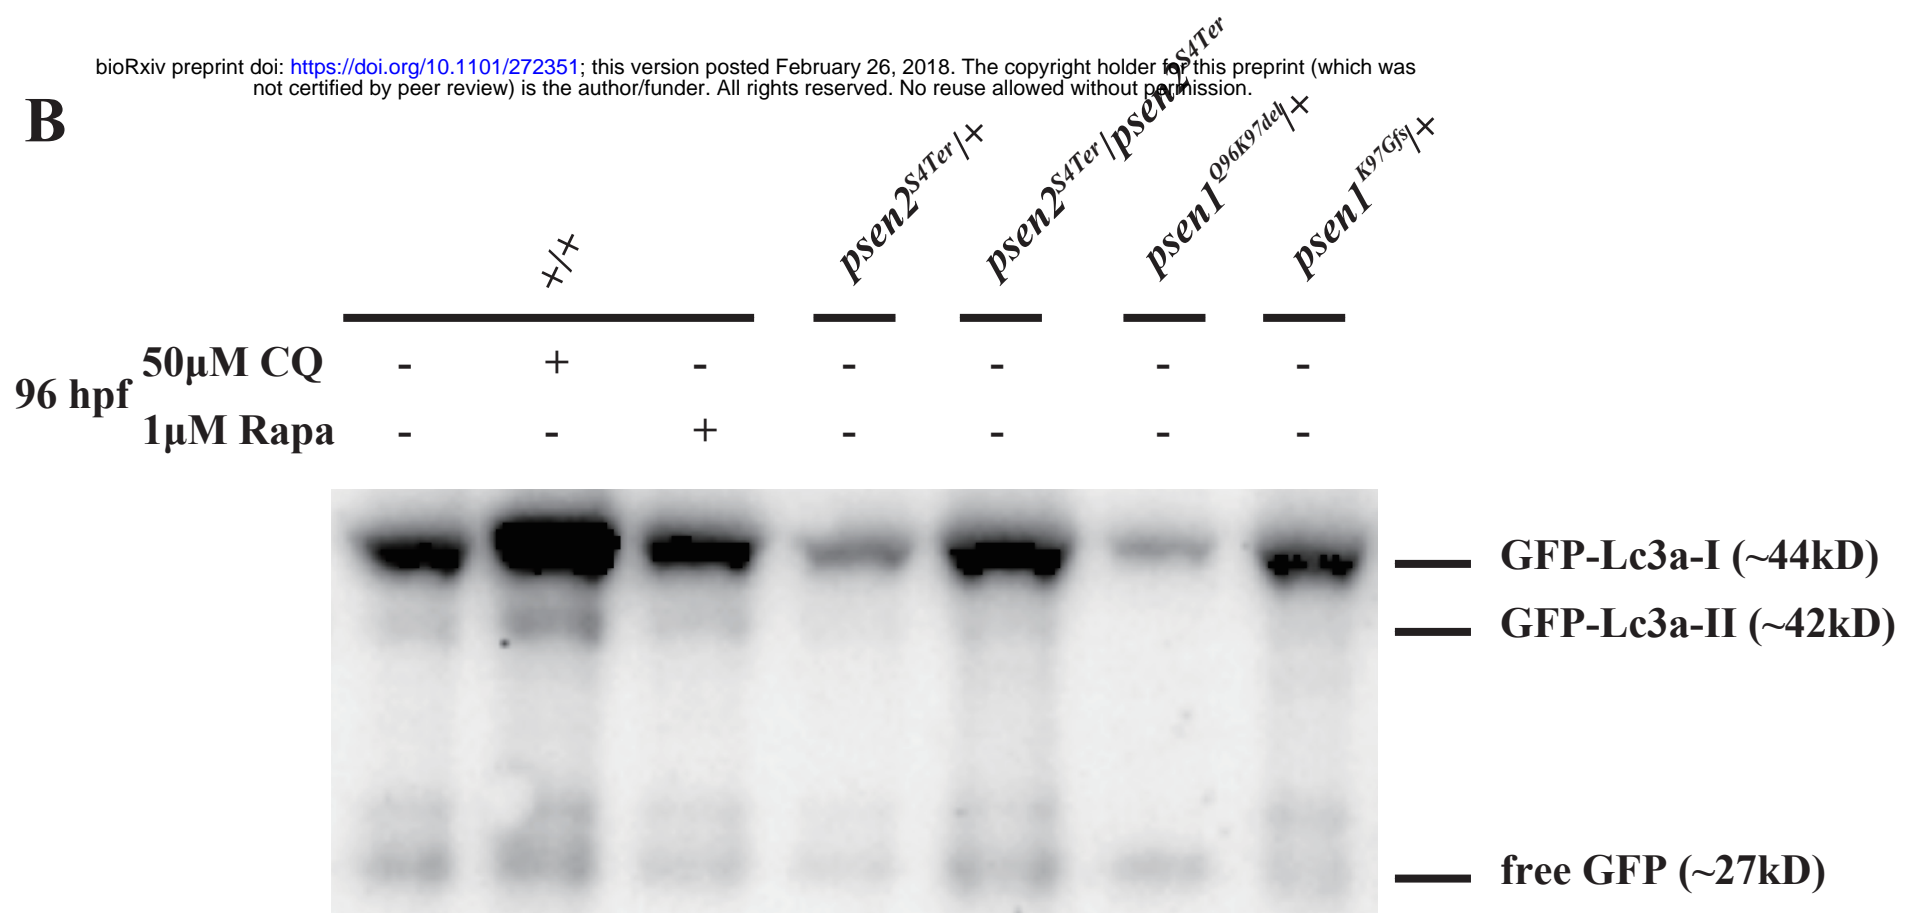 bioRxiv preprint doi: https://doi.org/10.1101/272351; this version posted February 26, 2018. The copyright holder for this preprint (which was
not certified by peer review) is the author/funder. All rights reserved. No reuse allowed without permission.
B
+/+
psen2S4Ter/+
psen2S4Ter/psen2S4Ter
psen1Q96K97del/+
psen1K97Gfs/+
96 hpf
50µM CQ - + - - - - -
1µM Rapa - - + - - - -
GFP-Lc3a-I (~44kD)
GFP-Lc3a-II (~42kD)
free GFP (~27kD)